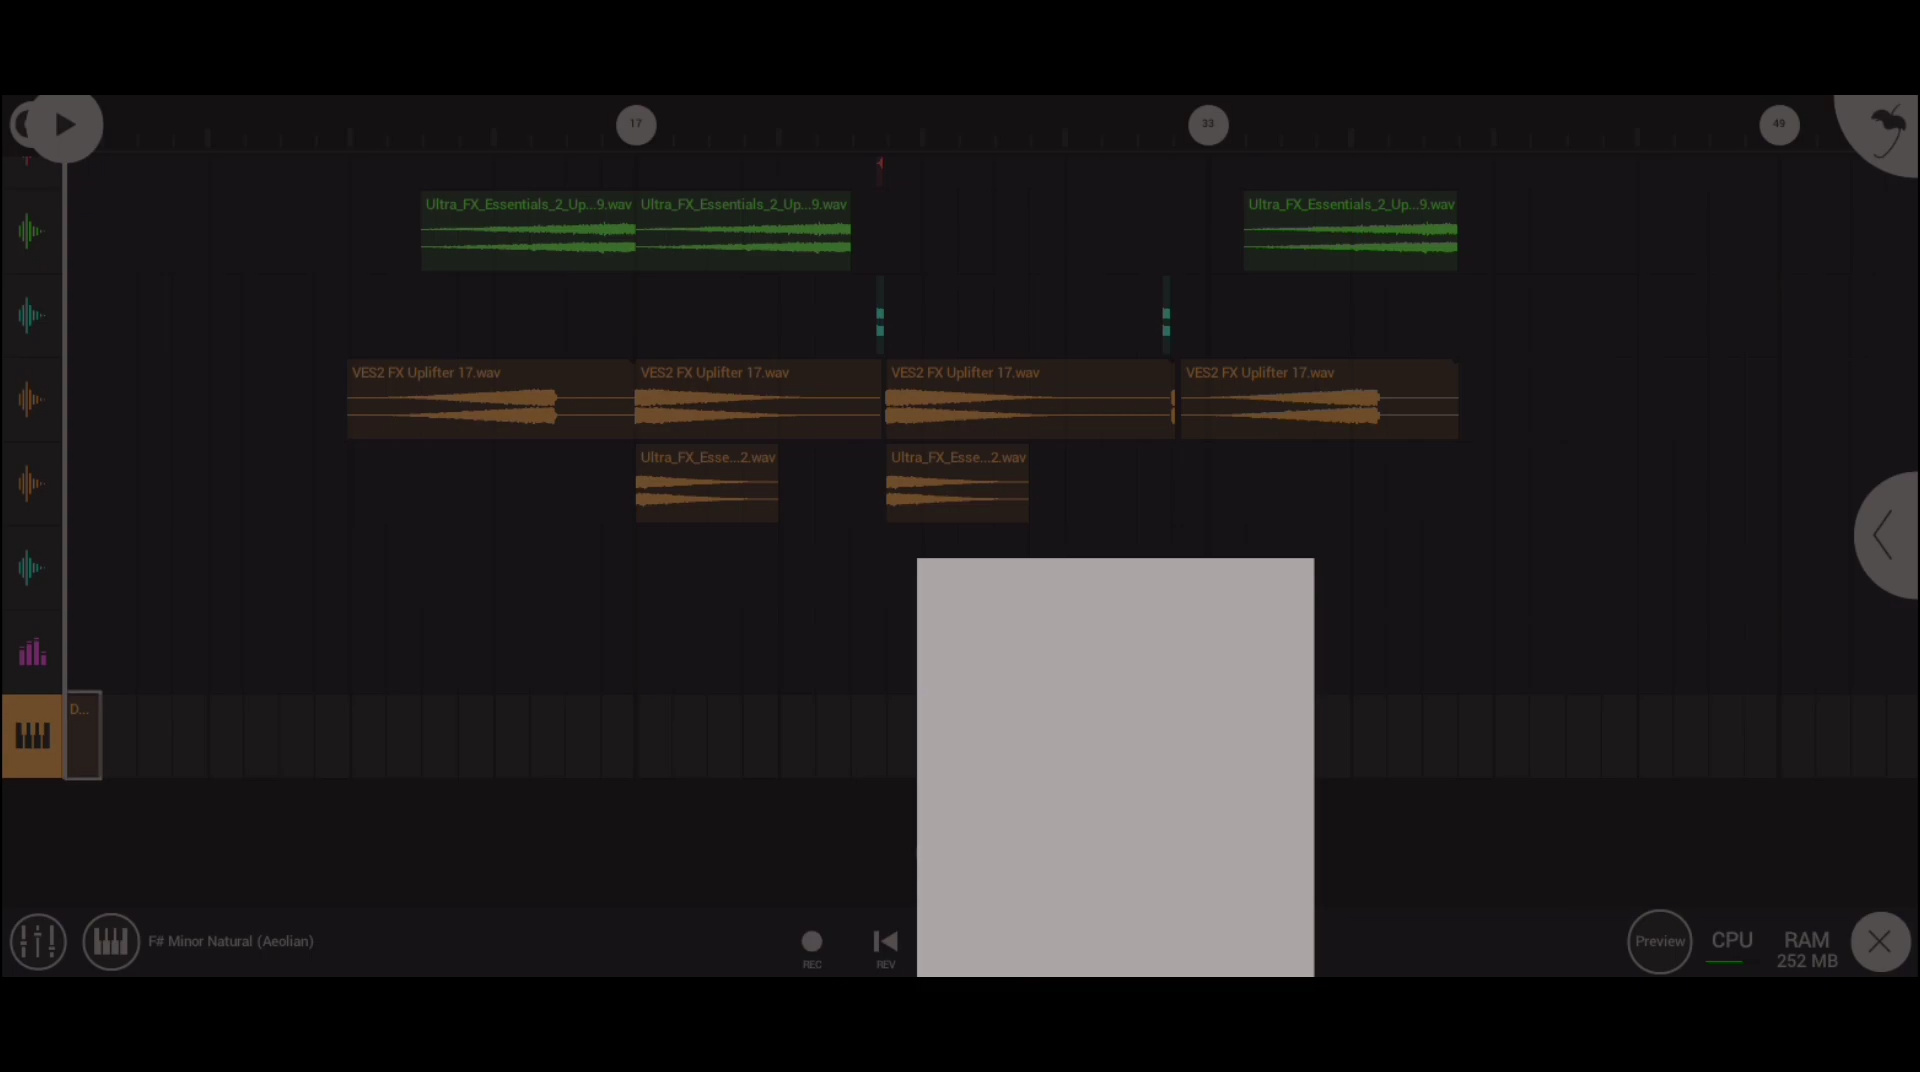 17
33
49
Ultra_FX_Essentials_2_Up...9.wav
Ultra_FX_Essentials_2_Up...9.wav
Ultra_FX_Essentials_2_Up...9.wav
VES2 FX Uplifter 17.wav
VES2 FX Uplifter 17.wav
VES2 FX Uplifter 17.wav
VES2 FX Uplifter 17.wav
Ultra_FX_Esse...2.wav
Ultra_FX_Esse...2.wav
D...
F# Minor Natural (Aeolian)
REC
REV
Preview
CPU
RAM
252 MB